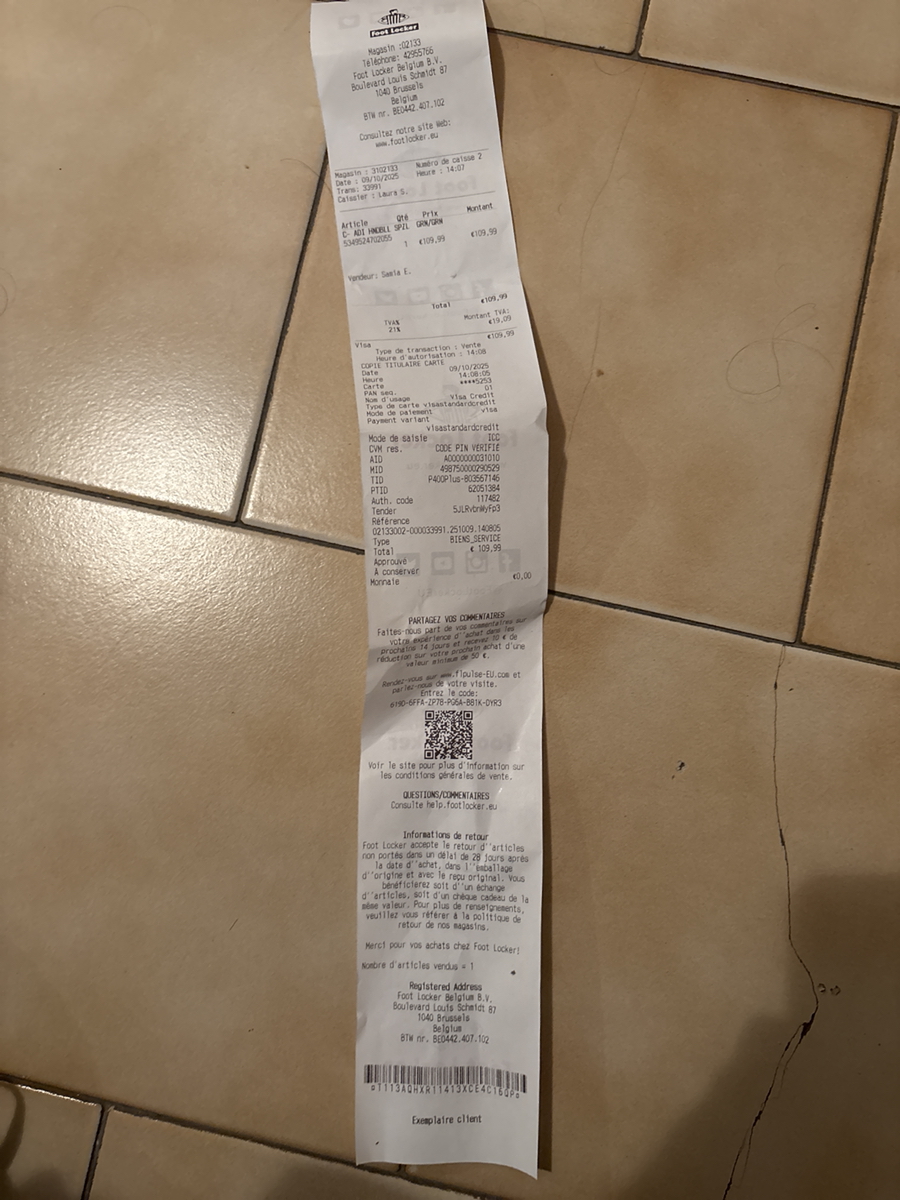 Foot Locker
Magasin :02133
Téléphone: 42955766
Foot Locker Belgium B.V.
Boulevard Louis Schmidt 87
1040 Brussels
Belgium
BTW nr. BE0442.407.102
Consultez notre site Web:
www.footlocker.eu
Magasin : 3102133 Numéro de caisse 2
Date : 09/10/2025 Heure : 14:07
Trans: 33991
Caissier : Laura S.
Article Qté Prix Montant
C- ADI HNDBLL SPZL GRN/GRN
5349524702055 1 €109,99 €109,99
Vendeur: Samia E.
Total €109,99
TVA% Montant TVA:
21% €19,09
Visa €109,99
Type de transaction : Vente
Heure d'autorisation : 14:08
COPIE TITULAIRE CARTE
Date 09/10/2025
Heure 14:08:05
Carte ****5253
PAN seq. 01
Nom d'usage Visa Credit
Type de carte visastandardcredit
Mode de paiement visa
Payment variant
visastandardcredit
Mode de saisie ICC
CVM res. CODE PIN VERIFIE
AID A0000000031010
MID 498750000290529
TID P400Plus-803567146
PTID 62051384
Auth. code 117482
Tender 5JLRvbnWyFp3
Référence
02133002-000033991.251009.140805
Type BIENS_SERVICE
Total € 109,99
Approuvé
A conserver
Monnaie €0,00
PARTAGEZ VOS COMMENTAIRES
Faites-nous part de vos commentaires sur
votre expérience d'achat dans les
prochains 14 jours et recevez 10 € de
réduction sur votre prochain achat d'une
valeur minimum de 50 €.
Rendez-vous sur www.flpulse-EU.com et
parlez-nous de votre visite.
Entrez le code:
619D-6FFA-ZP7B-PG6A-B81K-DYR3
Voir le site pour plus d'information sur
les conditions générales de vente.
QUESTIONS/COMMENTAIRES
Consulte help.footlocker.eu
Informations de retour
Foot Locker accepte le retour d''articles
non portés dans un délai de 28 jours après
la date d''achat, dans l''emballage
d''origine et avec le reçu original. Vous
bénéficierez soit d''un échange
d''articles, soit d'un chèque cadeau de la
même valeur. Pour plus de renseignements,
veuillez vous référer à la politique de
retour de nos magasins.
Merci pour vos achats chez Foot Locker!
Nombre d'articles vendus = 1
Registered Address
Foot Locker Belgium B.V.
Boulevard Louis Schmidt 87
1040 Brussels
Belgium
BTW nr. BE0442.407.102
Exemplaire client